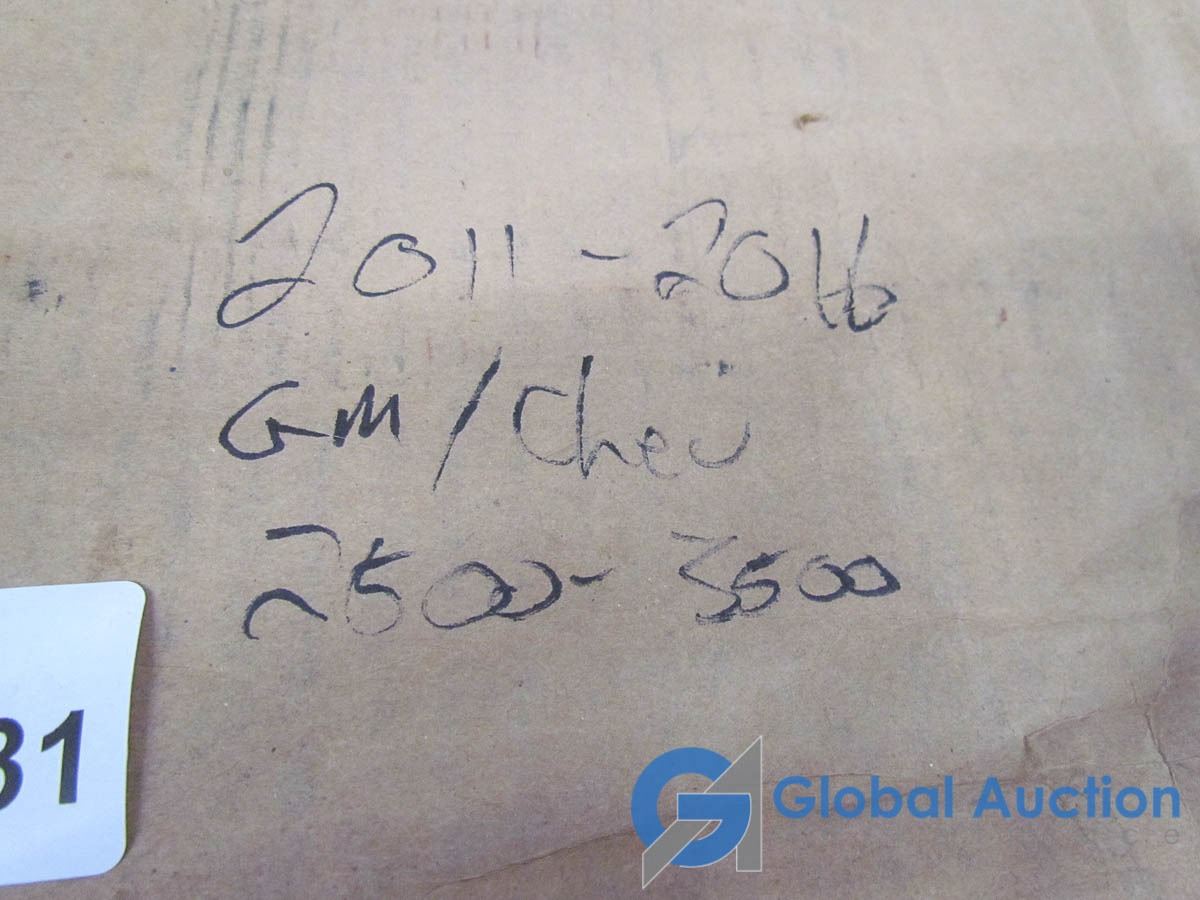 2011-2016
GM/Chev
2500-3500
31
Global Auction